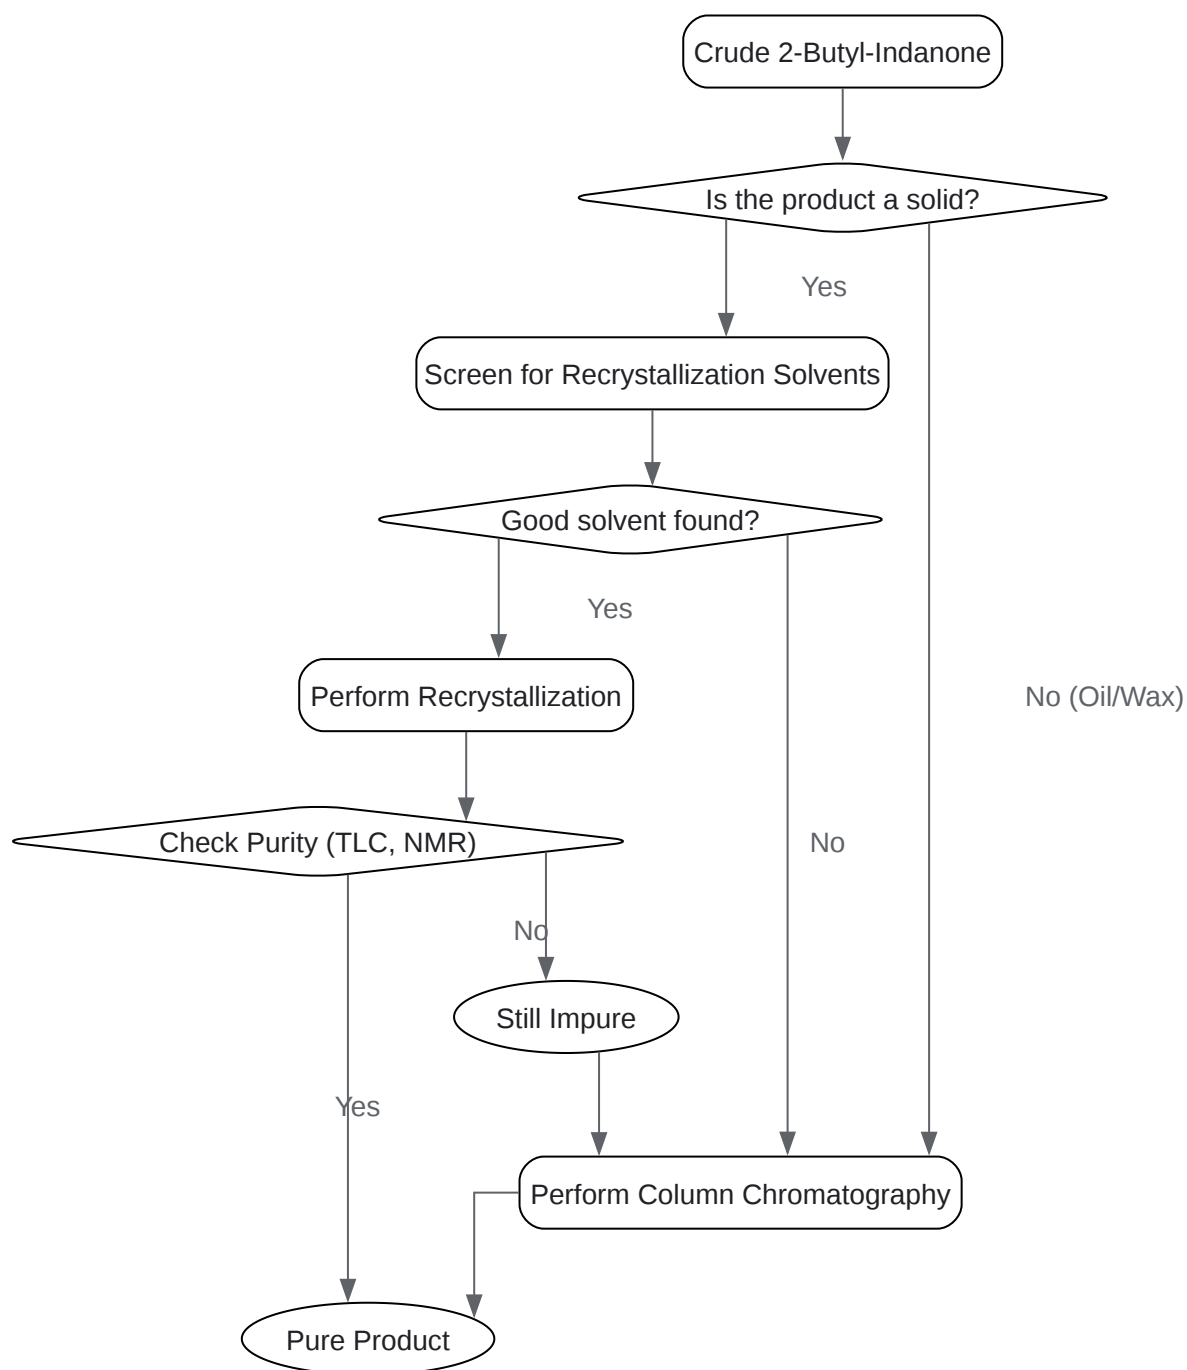 Crude 2-Butyl-Indanone
Is the product a solid?
Yes
Screen for Recrystallization Solvents
Good solvent found?
Yes
Perform Recrystallization
No (Oil/Wax)
Check Purity (TLC, NMR)
No
No
Still Impure
Yes
Perform Column Chromatography
Pure Product